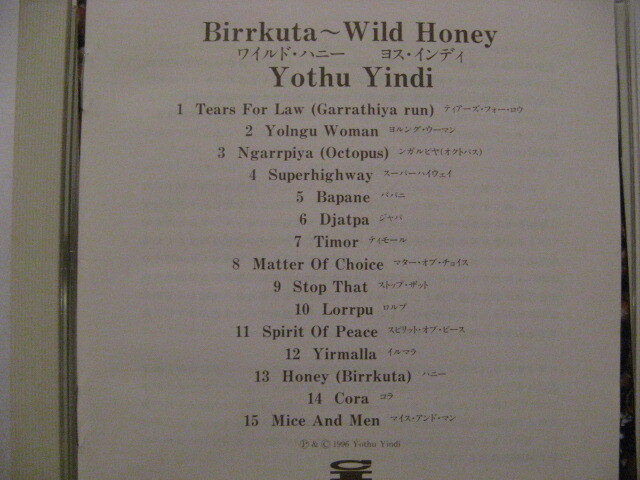 Birrkuta~Wild Honey
ワイルド・ハニー　ヨス・インディ
Yothu Yindi
1 Tears For Law (Garrathiya run) ティアーズ・フォー・ロウ
2 Yolngu Woman ヨルング・ウーマン
3 Ngarrpiya (Octopus) ンガルピヤ(オクトパス)
4 Superhighway スーパーハイウェイ
5 Bapane ババニ
6 Djatpa ジャパ
7 Timor ティモール
8 Matter Of Choice マター・オブ・チョイス
9 Stop That ストップ・ザット
10 Lorrpu ロルプ
11 Spirit Of Peace スピリット・オブ・ピース
12 Yirmalla イルマラ
13 Honey (Birrkuta) ハニー
14 Cora コラ
15 Mice And Men マイス・アンド・マン
Ⓟ & © 1996 Yothu Yindi